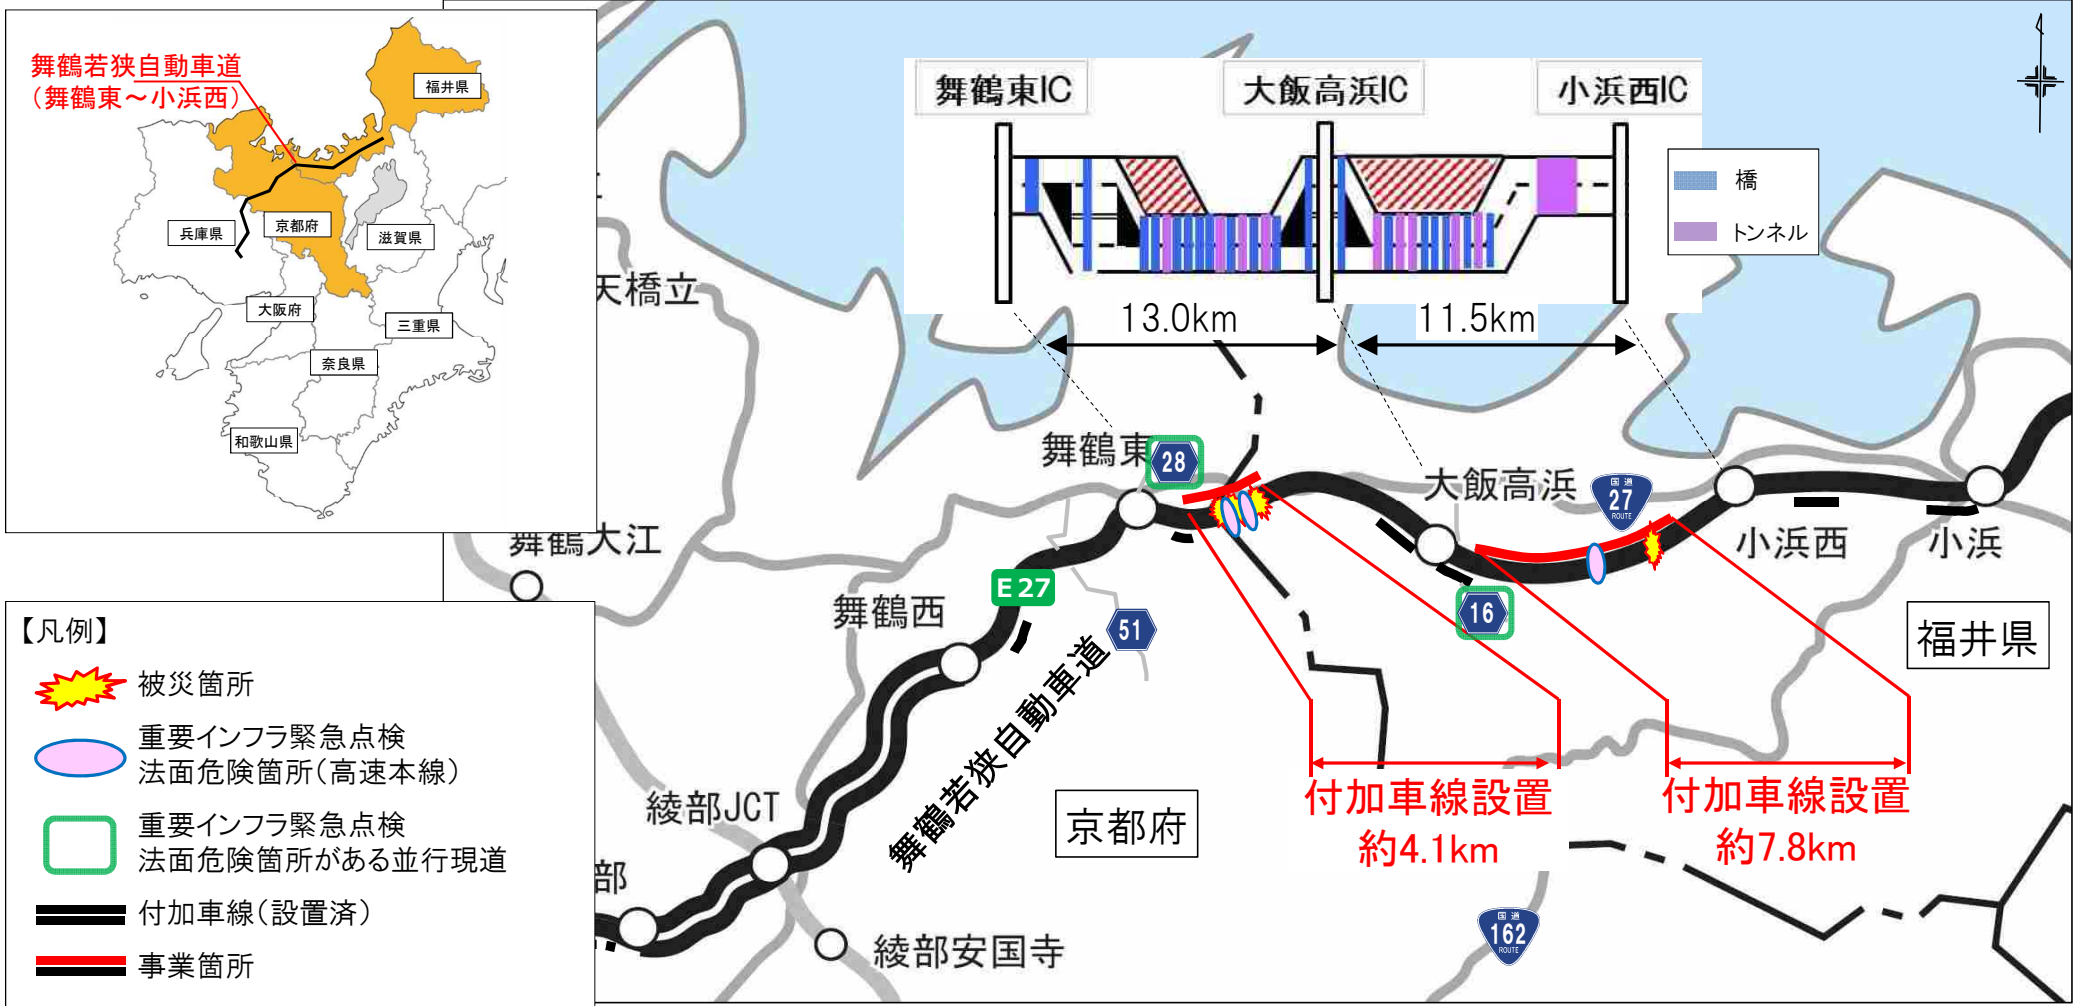 舞鶴若狭自動車道
（舞鶴東～小浜西）
福井県
兵庫県
京都府
滋賀県
大阪府
三重県
奈良県
和歌山県
舞鶴東IC
大飯高浜IC
小浜西IC
橋
トンネル
13.0km
11.5km
天橋立
舞鶴東
28
大飯高浜
国道
27
ROUTE
小浜西
小浜
舞鶴大江
E27
舞鶴西
51
16
舞鶴若狭自動車道
福井県
京都府
綾部JCT
部
綾部安国寺
付加車線設置
約4.1km
付加車線設置
約7.8km
国道
162
ROUTE
【凡例】
被災箇所
重要インフラ緊急点検
法面危険箇所（高速本線）
重要インフラ緊急点検
法面危険箇所がある並行現道
付加車線（設置済）
事業箇所